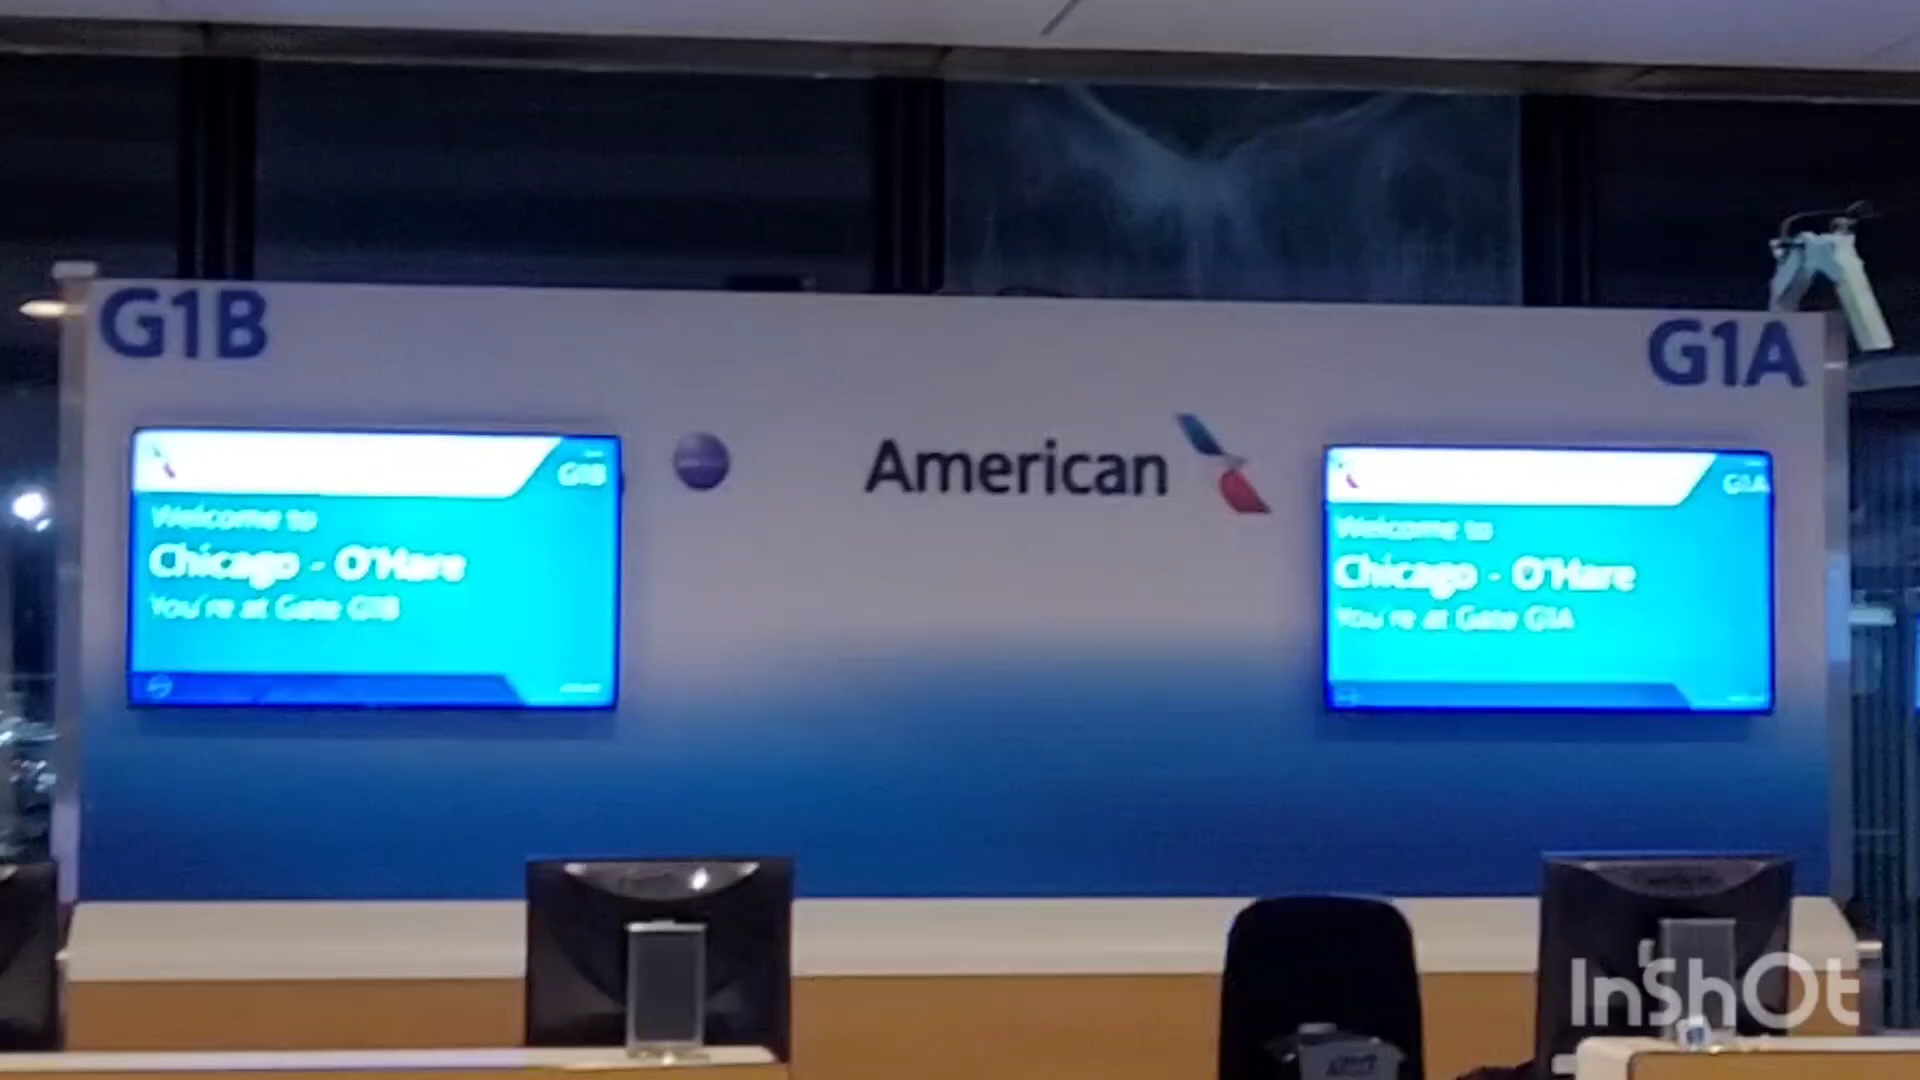 G1B
G1A
American
G1B
Welcome to
Chicago - O'Hare
You're at Gate G1B
G1A
Welcome to
Chicago - O'Hare
You're at Gate G1A
InShOt